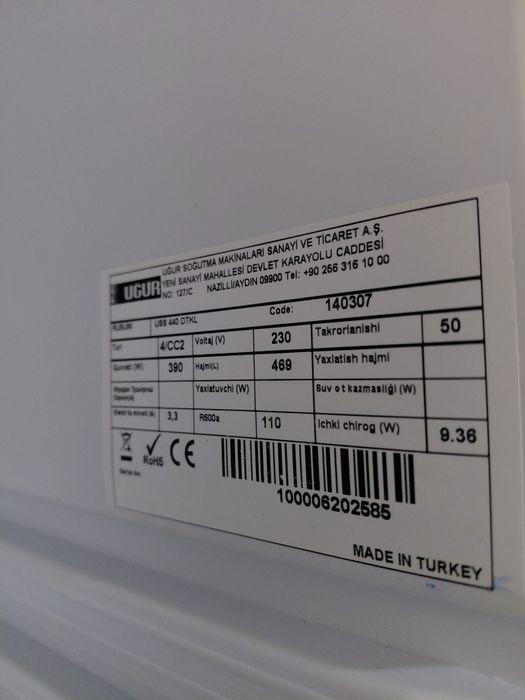 UĞUR
UĞUR SOĞUTMA MAKİNALARI SANAYİ VE TİCARET A.Ş.
YENİ SANAYİ MAHALLESİ DEVLET KARAYOLU CADDESİ
NO: 127/C NAZİLLİ/AYDIN 09900 Tel: +90 256 316 10 00
USS 440 DTKL Code: 140307
Turi 4/CC2 Voltaj (V) 230 Takrorlanishi 50
Quvvati (W) 390 Hajmi(L) 469 Yaxlatish hajmi
Yaxlatuvchi (W) Suv o t kazmasliği (W)
3,3 R600a 110 Ichki chirog (W) 9.36
RoHS CE
Serial No:
100006202585
MADE IN TURKEY